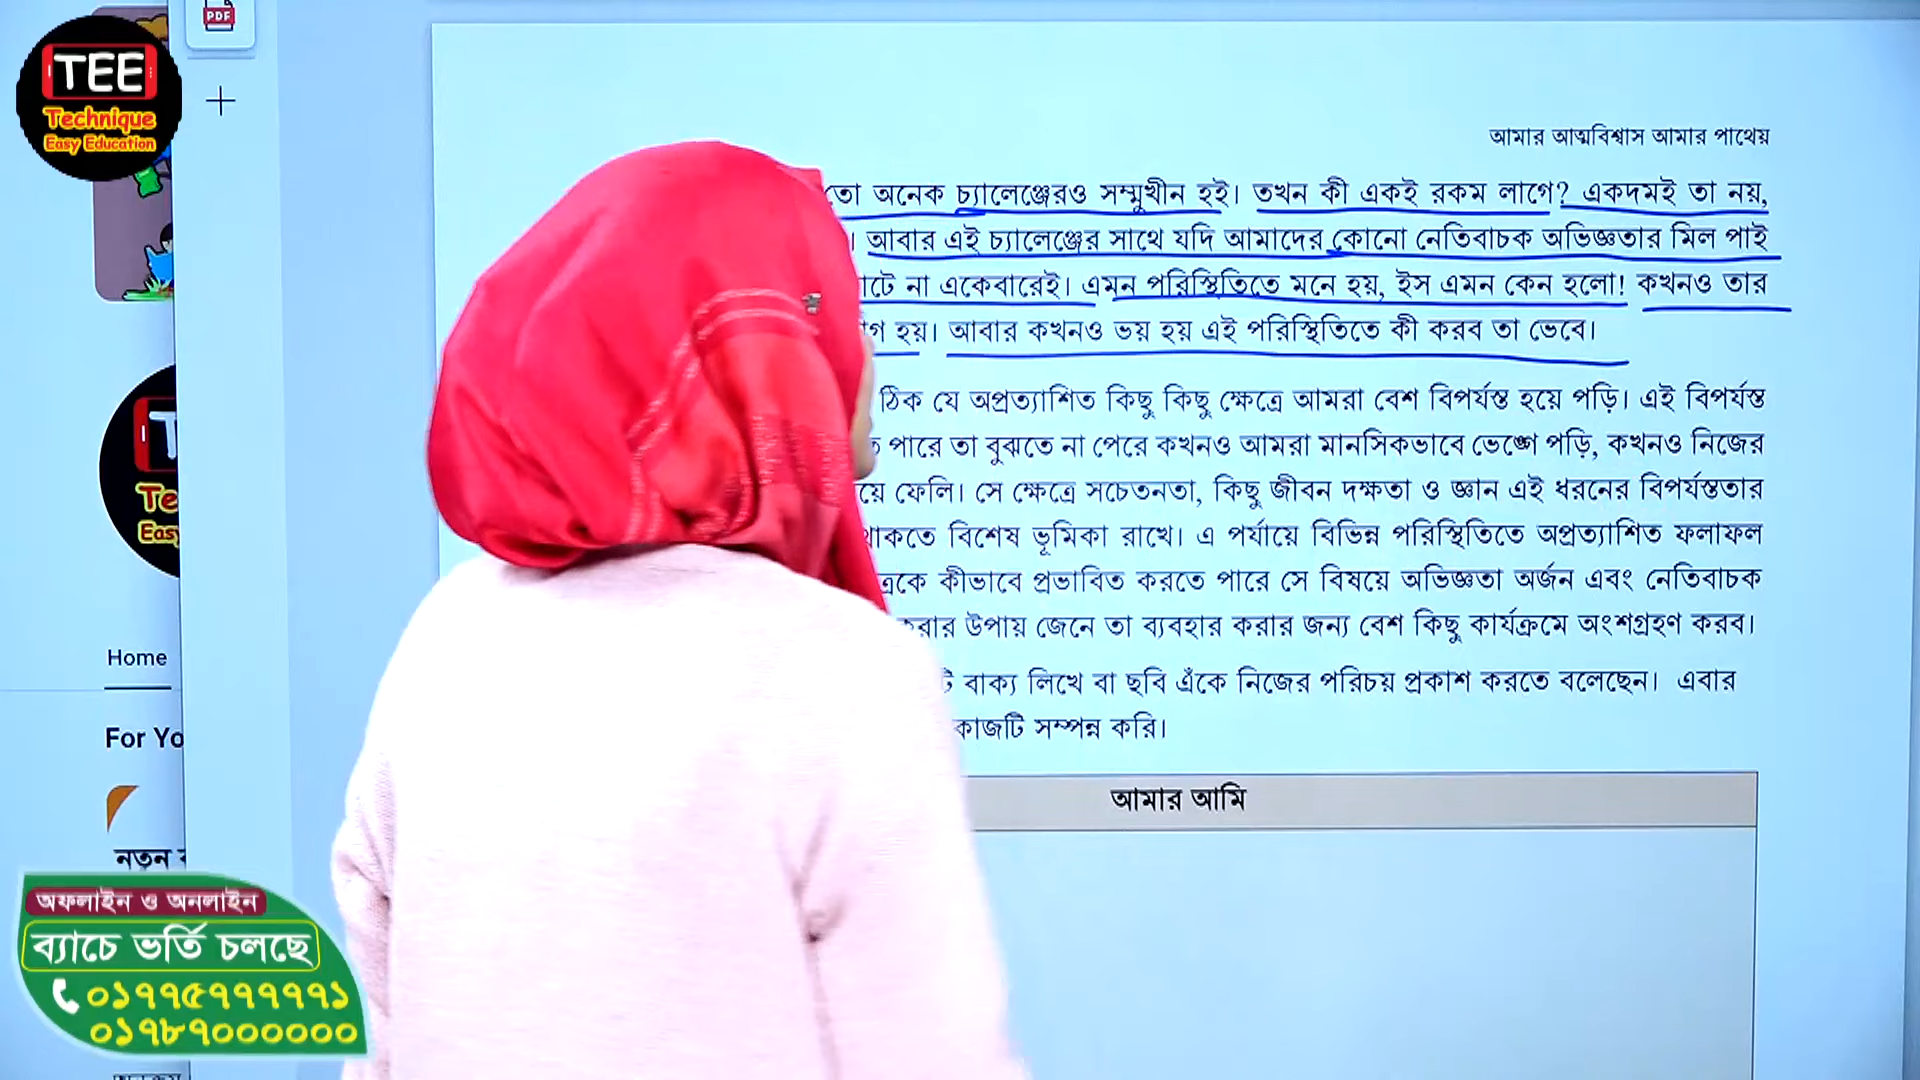 PDF
TEE
Technique
Easy Education
আমার আত্মবিশ্বাস আমার পাথেয়
তো অনেক চ্যালেঞ্জেরও সম্মুখীন হই। তখন কী একই রকম লাগে? একদমই তা নয়,
। আবার এই চ্যালেঞ্জের সাথে যদি আমাদের কোনো নেতিবাচক অভিজ্ঞতার মিল পাই
না একেবারেই। এমন পরিস্থিতিতে মনে হয়, ইস এমন কেন হলো! কখনও তার
হয়। আবার কখনও ভয় হয় এই পরিস্থিতিতে কী করব তা ভেবে।
ঠিক যে অপ্রত্যাশিত কিছু কিছু ক্ষেত্রে আমরা বেশ বিপর্যস্ত হয়ে পড়ি। এই বিপর্যস্ত
পারে তা বুঝতে না পেরে কখনও আমরা মানসিকভাবে ভেঙ্গে পড়ি, কখনও নিজের
ফেলি। সে ক্ষেত্রে সচেতনতা, কিছু জীবন দক্ষতা ও জ্ঞান এই ধরনের বিপর্যস্ততার
থাকতে বিশেষ ভূমিকা রাখে। এ পর্যায়ে বিভিন্ন পরিস্থিতিতে অপ্রত্যাশিত ফলাফল
কীভাবে প্রভাবিত করতে পারে সে বিষয়ে অভিজ্ঞতা অর্জন এবং নেতিবাচক
করার উপায় জেনে তা ব্যবহার করার জন্য বেশ কিছু কার্যক্রমে অংশগ্রহণ করব।
বাক্য লিখে বা ছবি এঁকে নিজের পরিচয় প্রকাশ করতে বলেছেন। এবার
কাজটি সম্পন্ন করি।
আমার আমি
Home
For Yo
নতুন
অফলাইন ও অনলাইন
ব্যাচে ভর্তি চলছে
০১৭৭৫৭৭৭৭৭১
০১৭৮৭০০০০০০